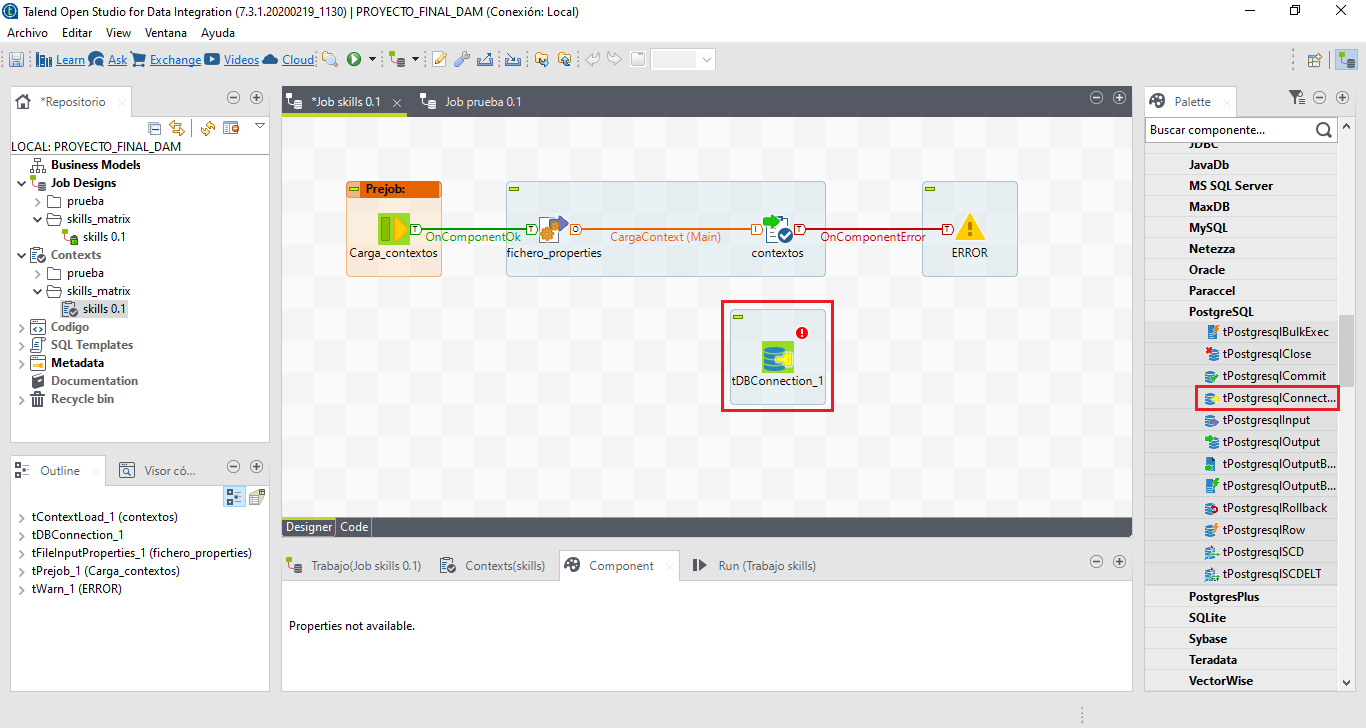 Talend Open Studio for Data Integration (7.3.1.20200219_1130) | PROYECTO_FINAL_DAM (Conexión: Local)
Archivo Editar View Ventana Ayuda
Learn Ask Exchange Videos Cloud
*Repositorio
LOCAL: PROYECTO_FINAL_DAM
Business Models
Job Designs
prueba
skills_matrix
skills 0.1
Contexts
prueba
skills_matrix
skills 0.1
Codigo
SQL Templates
Metadata
Documentation
Recycle bin
Outline Visor có...
tContextLoad_1 (contextos)
tDBConnection_1
tFileInputProperties_1 (fichero_properties)
tPrejob_1 (Carga_contextos)
tWarn_1 (ERROR)
*Job skills 0.1 Job prueba 0.1
Prejob:
T OnComponentOk T O CargaContext (Main) I T OnComponentError T
Carga_contextos fichero_properties contextos ERROR
tDBConnection_1
Designer Code
Trabajo(Job skills 0.1) Contexts(skills) Component Run (Trabajo skills)
Properties not available.
Palette
Buscar componente...
JDBC
JavaDb
MS SQL Server
MaxDB
MySQL
Netezza
Oracle
Paraccel
PostgreSQL
tPostgresqlBulkExec
tPostgresqlClose
tPostgresqlCommit
tPostgresqlConnect...
tPostgresqlInput
tPostgresqlOutput
tPostgresqlOutputB...
tPostgresqlOutputB...
tPostgresqlRollback
tPostgresqlRow
tPostgresqlSCD
tPostgresqlSCDELT
PostgresPlus
SQLite
Sybase
Teradata
VectorWise